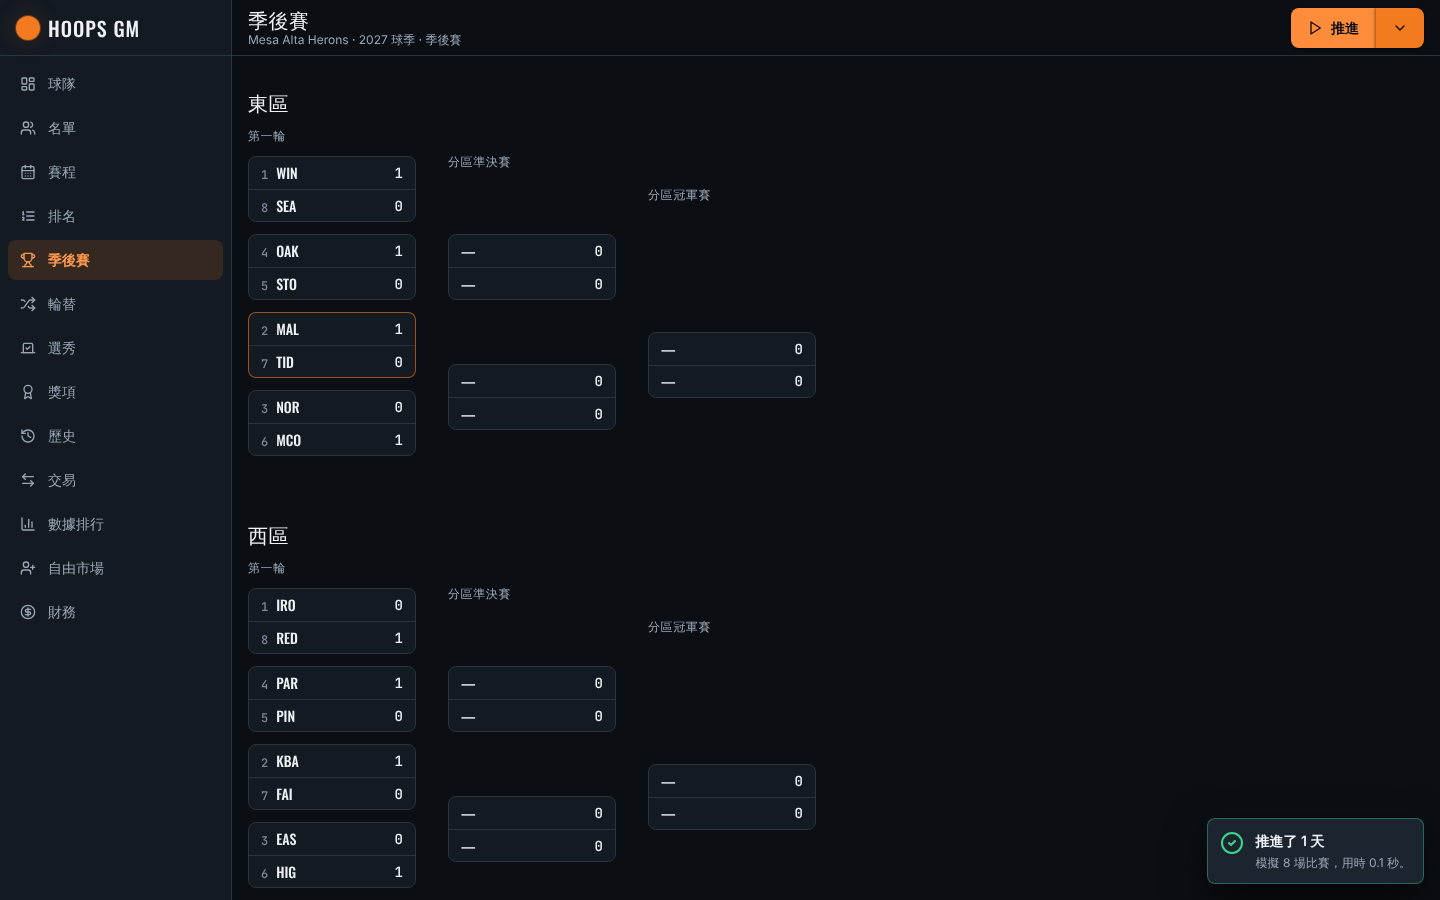 HOOPS GM
球隊
名單
賽程
排名
季後賽
輪替
選秀
獎項
歷史
交易
數據排行
自由市場
財務
季後賽
Mesa Alta Herons · 2027 球季 · 季後賽
推進
東區
第一輪
1 WIN 1
8 SEA 0
4 OAK 1
5 STO 0
2 MAL 1
7 TID 0
3 NOR 0
6 MCO 1
分區準決賽
— 0
— 0
— 0
— 0
分區冠軍賽
— 0
— 0
西區
第一輪
1 IRO 0
8 RED 1
4 PAR 1
5 PIN 0
2 KBA 1
7 FAI 0
3 EAS 0
6 HIG 1
分區準決賽
— 0
— 0
— 0
— 0
分區冠軍賽
— 0
— 0
推進了 1 天
模擬 8 場比賽，用時 0.1 秒。